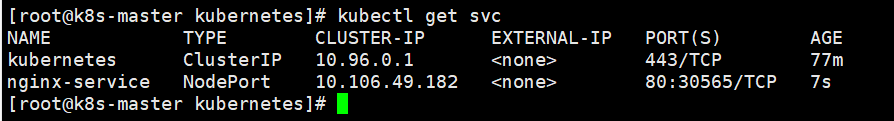 [root@k8s-master kubernetes]# kubectl get svc
NAME            TYPE        CLUSTER-IP      EXTERNAL-IP   PORT(S)        AGE
kubernetes      ClusterIP   10.96.0.1       <none>        443/TCP        77m
nginx-service   NodePort    10.106.49.182   <none>        80:30565/TCP   7s
[root@k8s-master kubernetes]#